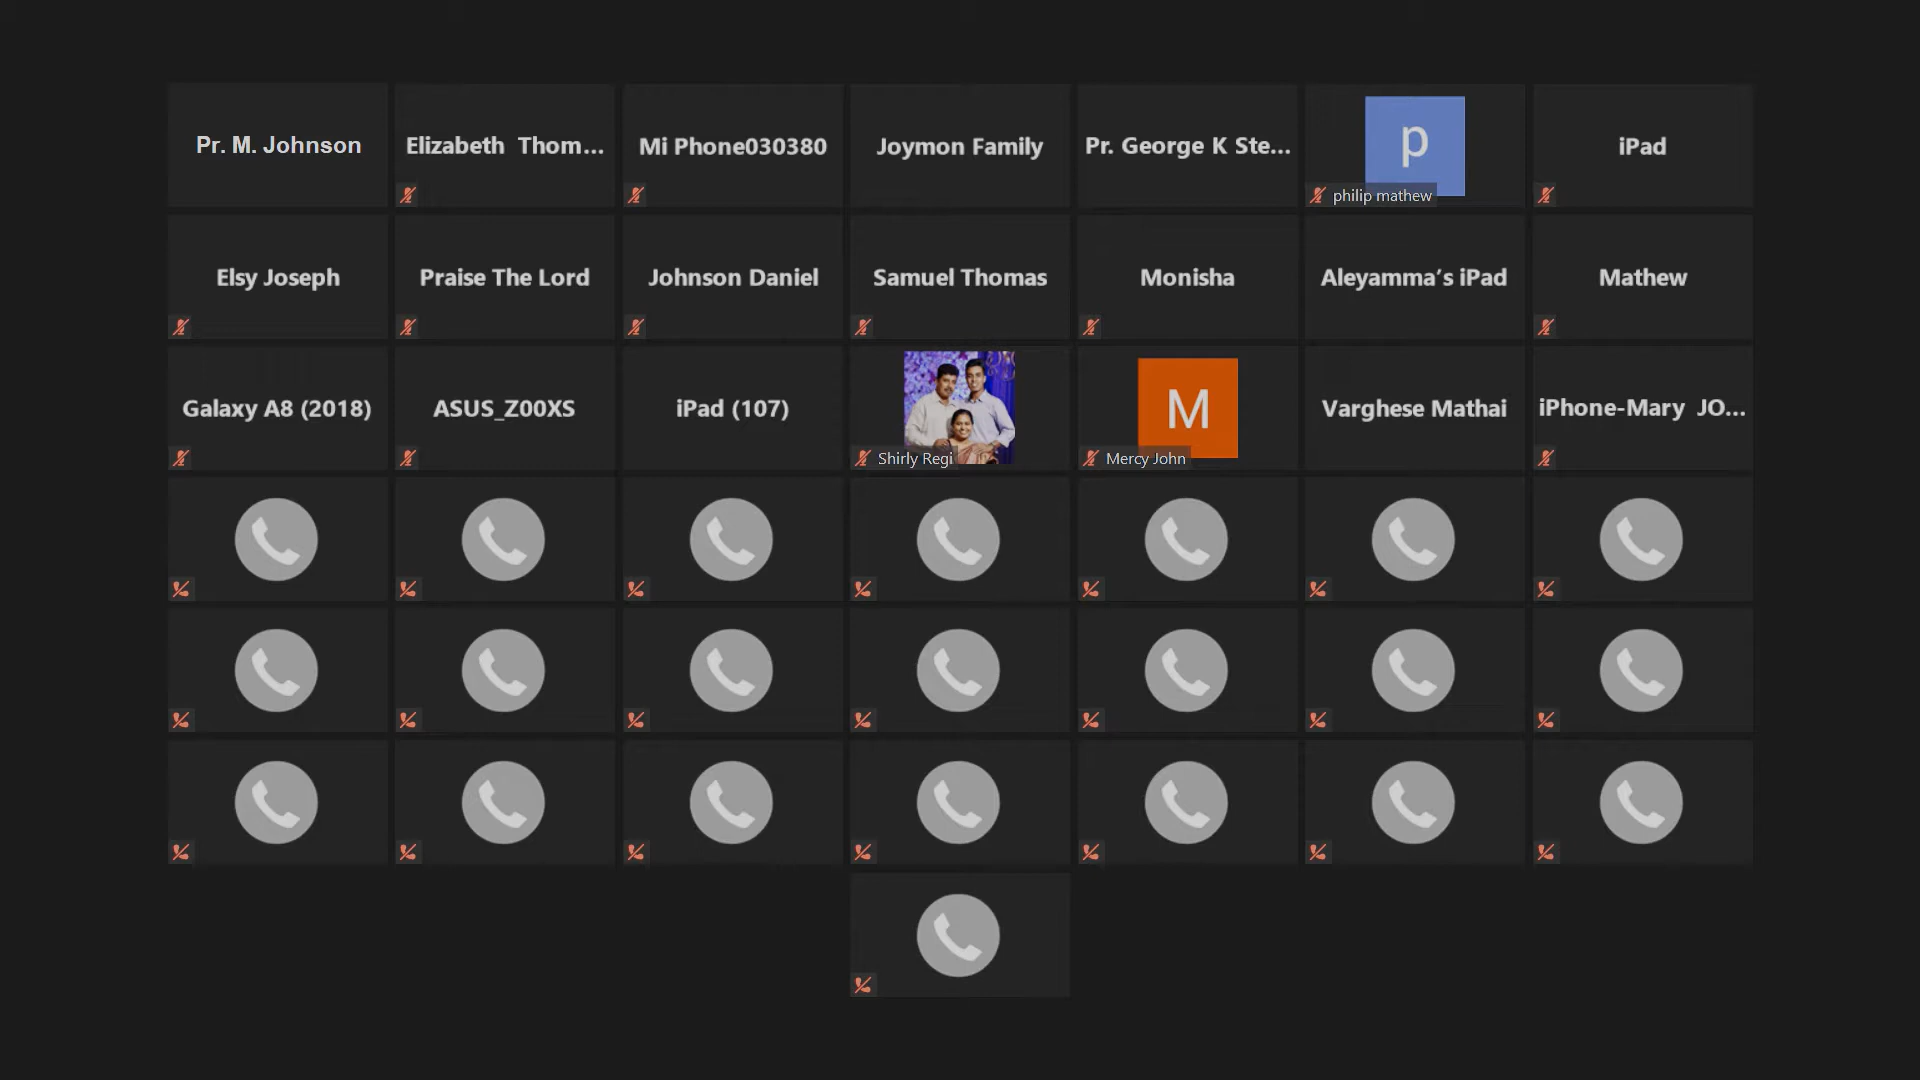 Pr. M. Johnson
Elizabeth Thom...
Mi Phone030380
Joymon Family
Pr. George K Ste...
p
philip mathew
iPad
Elsy Joseph
Praise The Lord
Johnson Daniel
Samuel Thomas
Monisha
Aleyamma’s iPad
Mathew
Galaxy A8 (2018)
ASUS_Z00XS
iPad (107)
Shirly Regi
M
Mercy John
Varghese Mathai
iPhone-Mary JO...